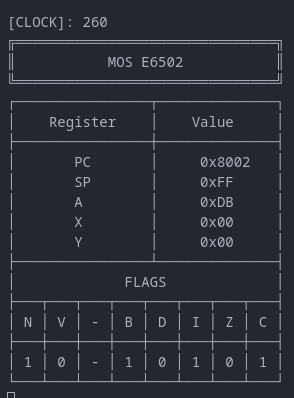 [CLOCK]: 260
MOS E6502
Register Value
PC 0x8002
SP 0xFF
A 0xDB
X 0x00
Y 0x00
FLAGS
N V - B D I Z C
1 0 - 1 0 1 0 1